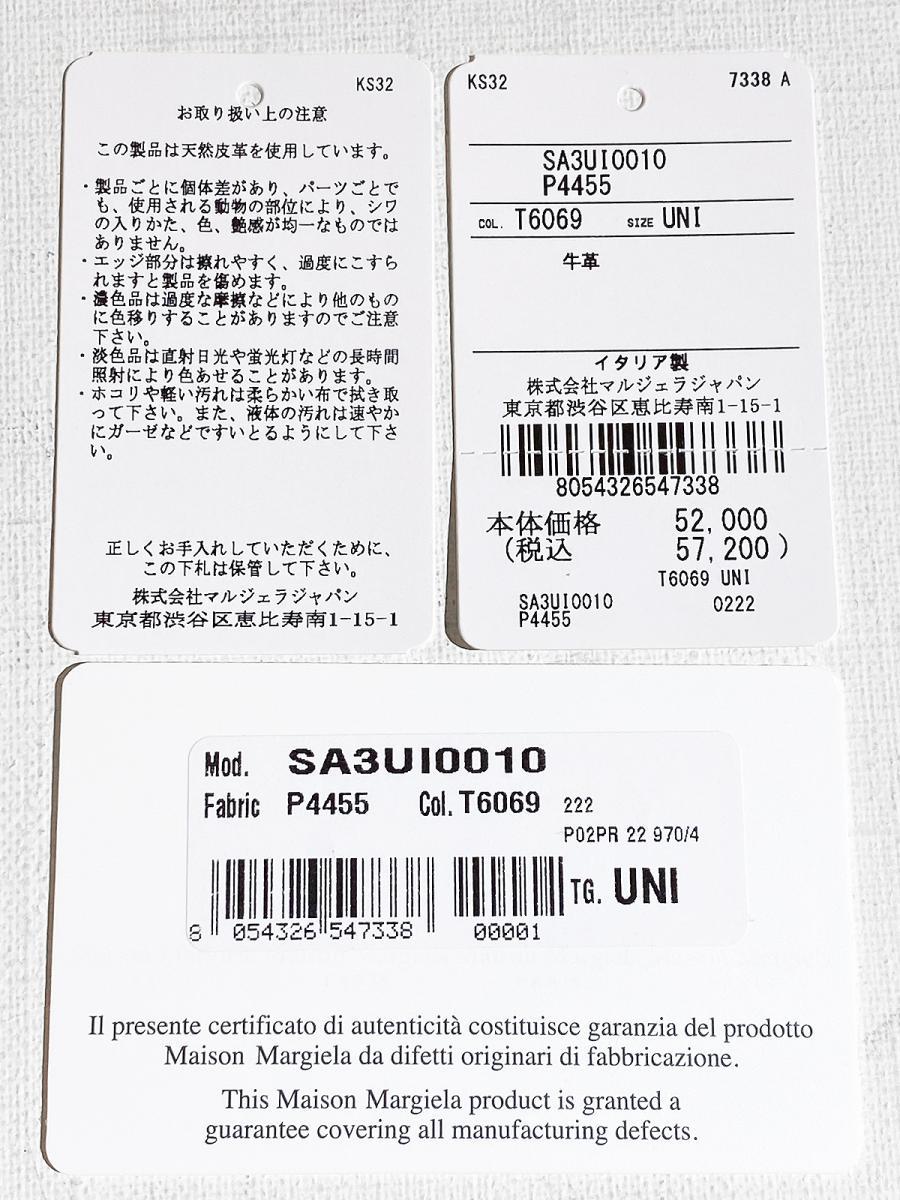 KS32
お取り扱い上の注意
この製品は天然皮革を使用しています。
・製品ごとに個体差があり、パーツごとで
も、使用される動物の部位により、シワ
の入りかた、色、艶感が均一なものでは
ありません。
・エッジ部分は擦れやすく、過度にこすら
れますと製品を傷めます。
・濃色品は過度な摩擦などにより他のもの
に色移りすることがありますのでご注意
下さい。
・淡色品は直射日光や蛍光灯などの長時間
照射により色あせることがあります。
・ホコリや軽い汚れは柔らかい布で拭き取
って下さい。また、液体の汚れは速やか
にガーゼなどですいとるようにして下さ
い。
正しくお手入れしていただくために、
この下札は保管して下さい。
株式会社マルジェラジャパン
東京都渋谷区恵比寿南1-15-1
KS32 7338 A
SA3UI0010
P4455
COL. T6069 SIZE UNI
牛革
イタリア製
株式会社マルジェラジャパン
東京都渋谷区恵比寿南1-15-1
8054326547338
本体価格 52,000
(税込 57,200)
T6069 UNI
SA3UI0010 0222
P4455
Mod. SA3UI0010
Fabric P4455 Col. T6069 222
P02PR 22 970/4
TG. UNI
8 054326 547338 00001
Il presente certificato di autenticità costituisce garanzia del prodotto
Maison Margiela da difetti originari di fabbricazione.
This Maison Margiela product is granted a
guarantee covering all manufacturing defects.